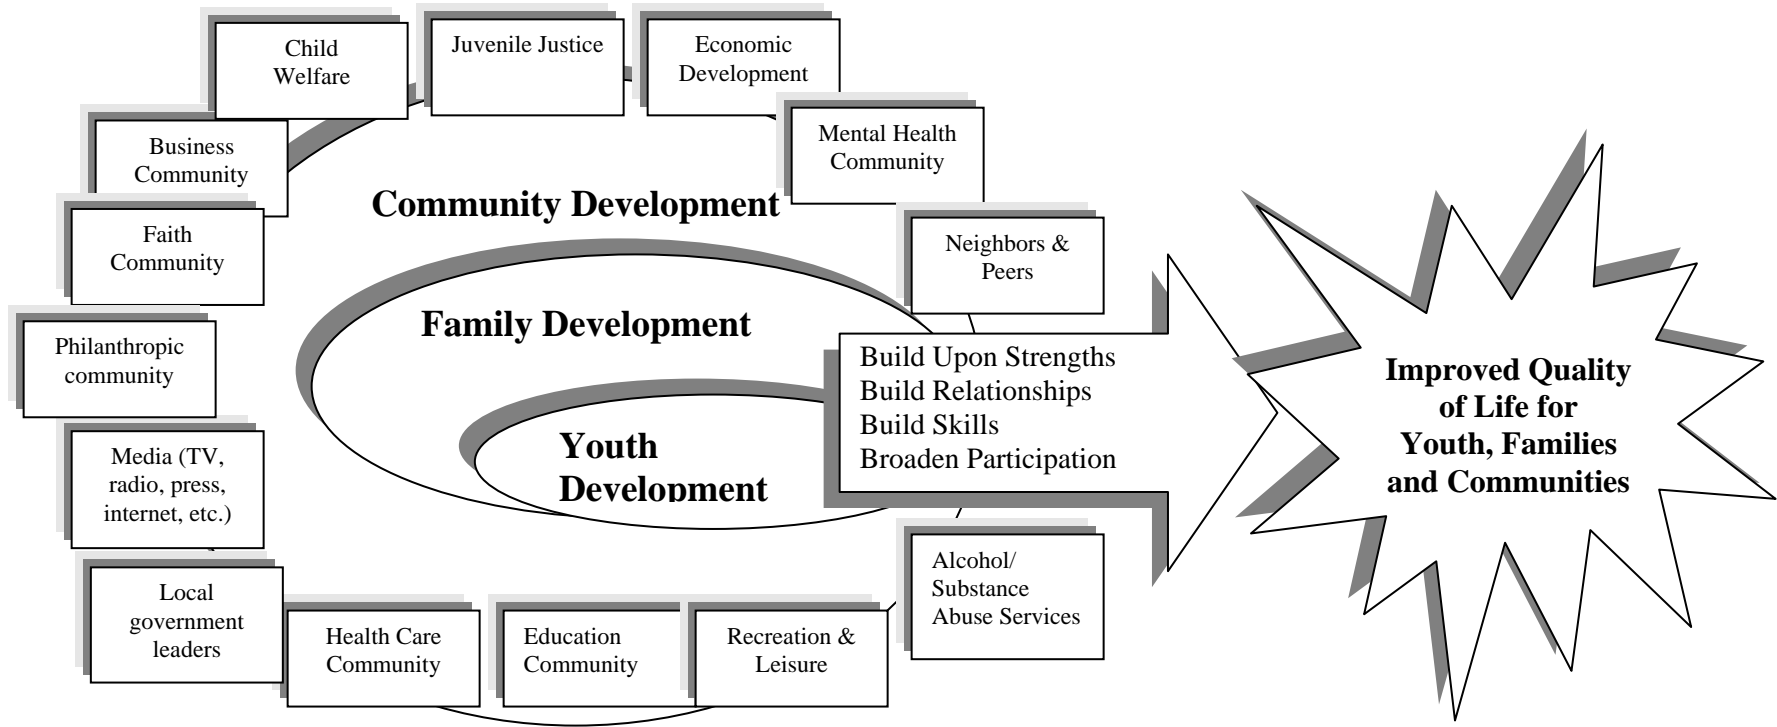 Child
Welfare
Juvenile Justice
Economic
Development
Business
Community
Mental Health
Community
Community Development
Faith
Community
Neighbors &
Peers
Family Development
Philanthropic
community
Build Upon Strengths
Build Relationships
Build Skills
Broaden Participation
Improved Quality
of Life for
Youth, Families
and Communities
Youth
Development
Media (TV,
radio, press,
internet, etc.)
Local
government
leaders
Health Care
Community
Education
Community
Recreation &
Leisure
Alcohol/
Substance
Abuse Services